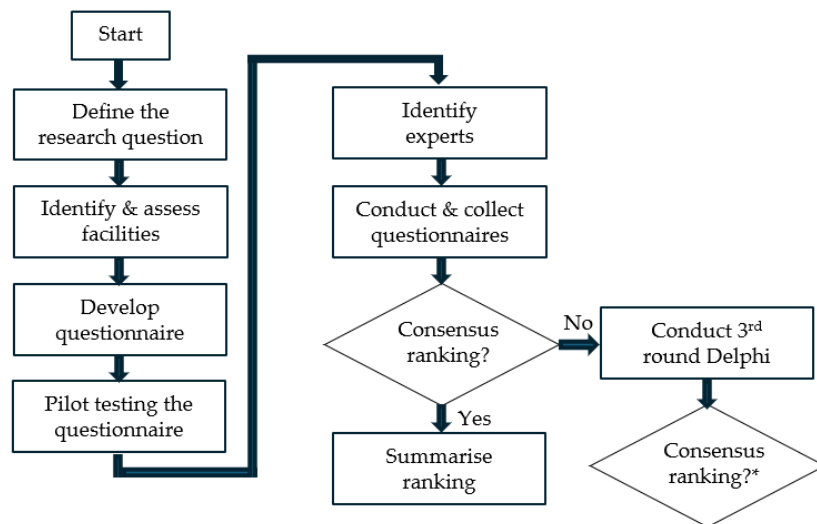 Start
Define the
research question
Identify & assess
facilities
Develop
questionnaire
Pilot testing the
questionnaire
Identify
experts
Conduct & collect
questionnaires
Consensus
ranking?
No
Yes
Summarise
ranking
Conduct 3rd
round Delphi
Consensus
ranking?*